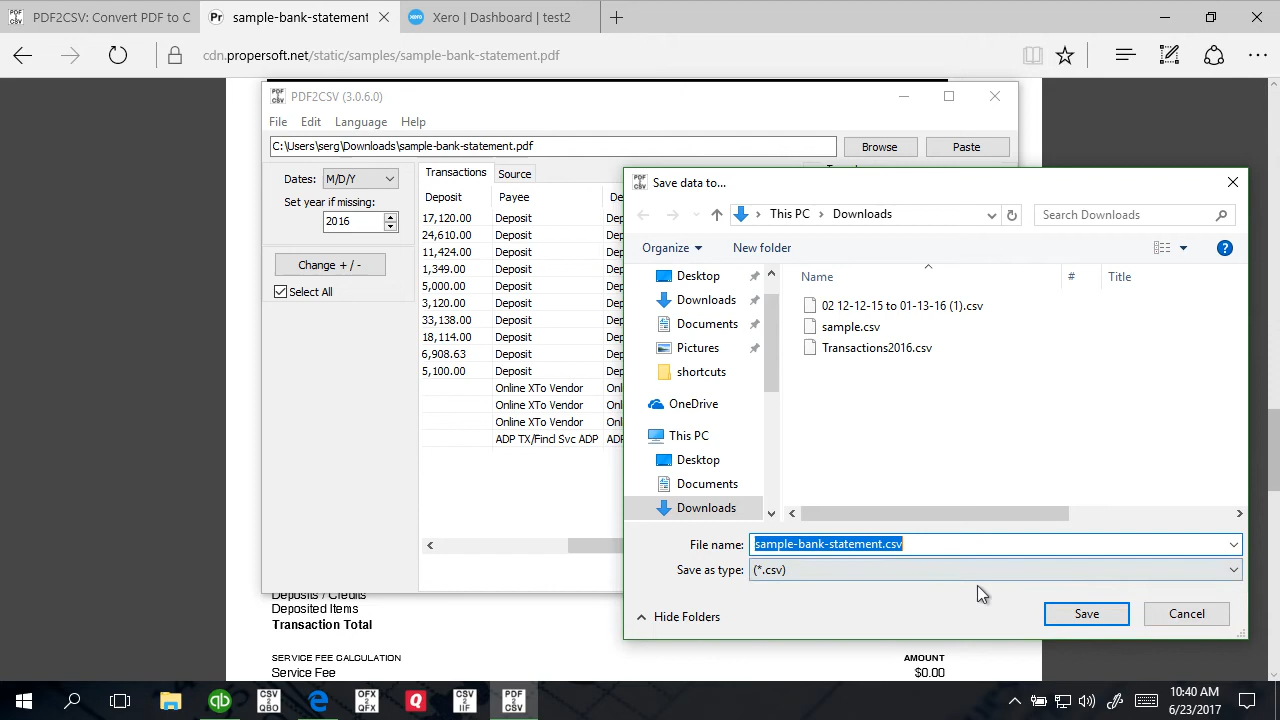 PDF2CSV: Convert PDF to C
sample-bank-statement
Xero | Dashboard | test2
cdn.propersoft.net/static/samples/sample-bank-statement.pdf
PDF2CSV (3.0.6.0)
File Edit Language Help
C:\Users\serg\Downloads\sample-bank-statement.pdf
Browse
Paste
Dates: M/D/Y
Set year if missing:
2016
Change + / -
Select All
Transactions Source
Deposit Payee
17,120.00 Deposit
24,610.00 Deposit
11,424.00 Deposit
1,349.00 Deposit
5,000.00 Deposit
3,120.00 Deposit
33,138.00 Deposit
18,114.00 Deposit
6,908.63 Deposit
5,100.00 Deposit
Online XTo Vendor
Online XTo Vendor
Online XTo Vendor
ADP TX/Fincl Svc ADP
Save data to...
This PC > Downloads
Search Downloads
Organize New folder
Desktop
Downloads
Documents
Pictures
shortcuts
OneDrive
This PC
Desktop
Documents
Downloads
Name # Title
02 12-12-15 to 01-13-16 (1).csv
sample.csv
Transactions2016.csv
File name: sample-bank-statement.csv
Save as type: (*.csv)
Hide Folders
Save
Cancel
Deposits / Credits
Deposited Items
Transaction Total
SERVICE FEE CALCULATION AMOUNT
Service Fee $0.00
CSV QBO
OFX QFX
CSV IIF
PDF CSV
10:40 AM
6/23/2017